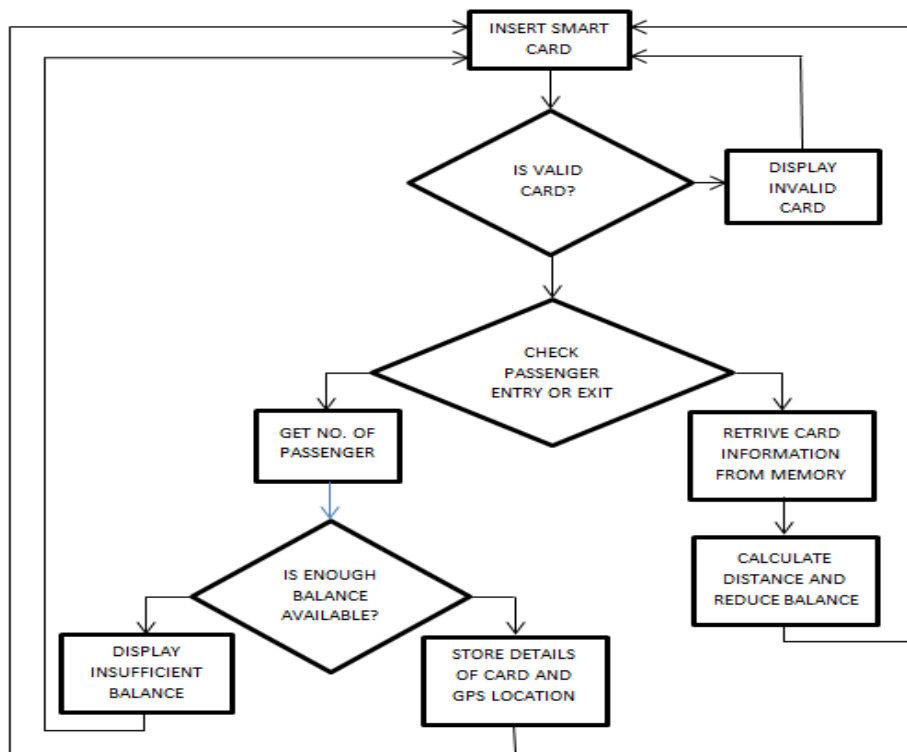 INSERT SMART
CARD
IS VALID
CARD?
DISPLAY
INVALID
CARD
CHECK
PASSENGER
ENTRY OR EXIT
GET NO. OF
PASSENGER
RETRIVE CARD
INFORMATION
FROM MEMORY
IS ENOUGH
BALANCE
AVAILABLE?
CALCULATE
DISTANCE AND
REDUCE BALANCE
DISPLAY
INSUFFICIENT
BALANCE
STORE DETAILS
OF CARD AND
GPS LOCATION